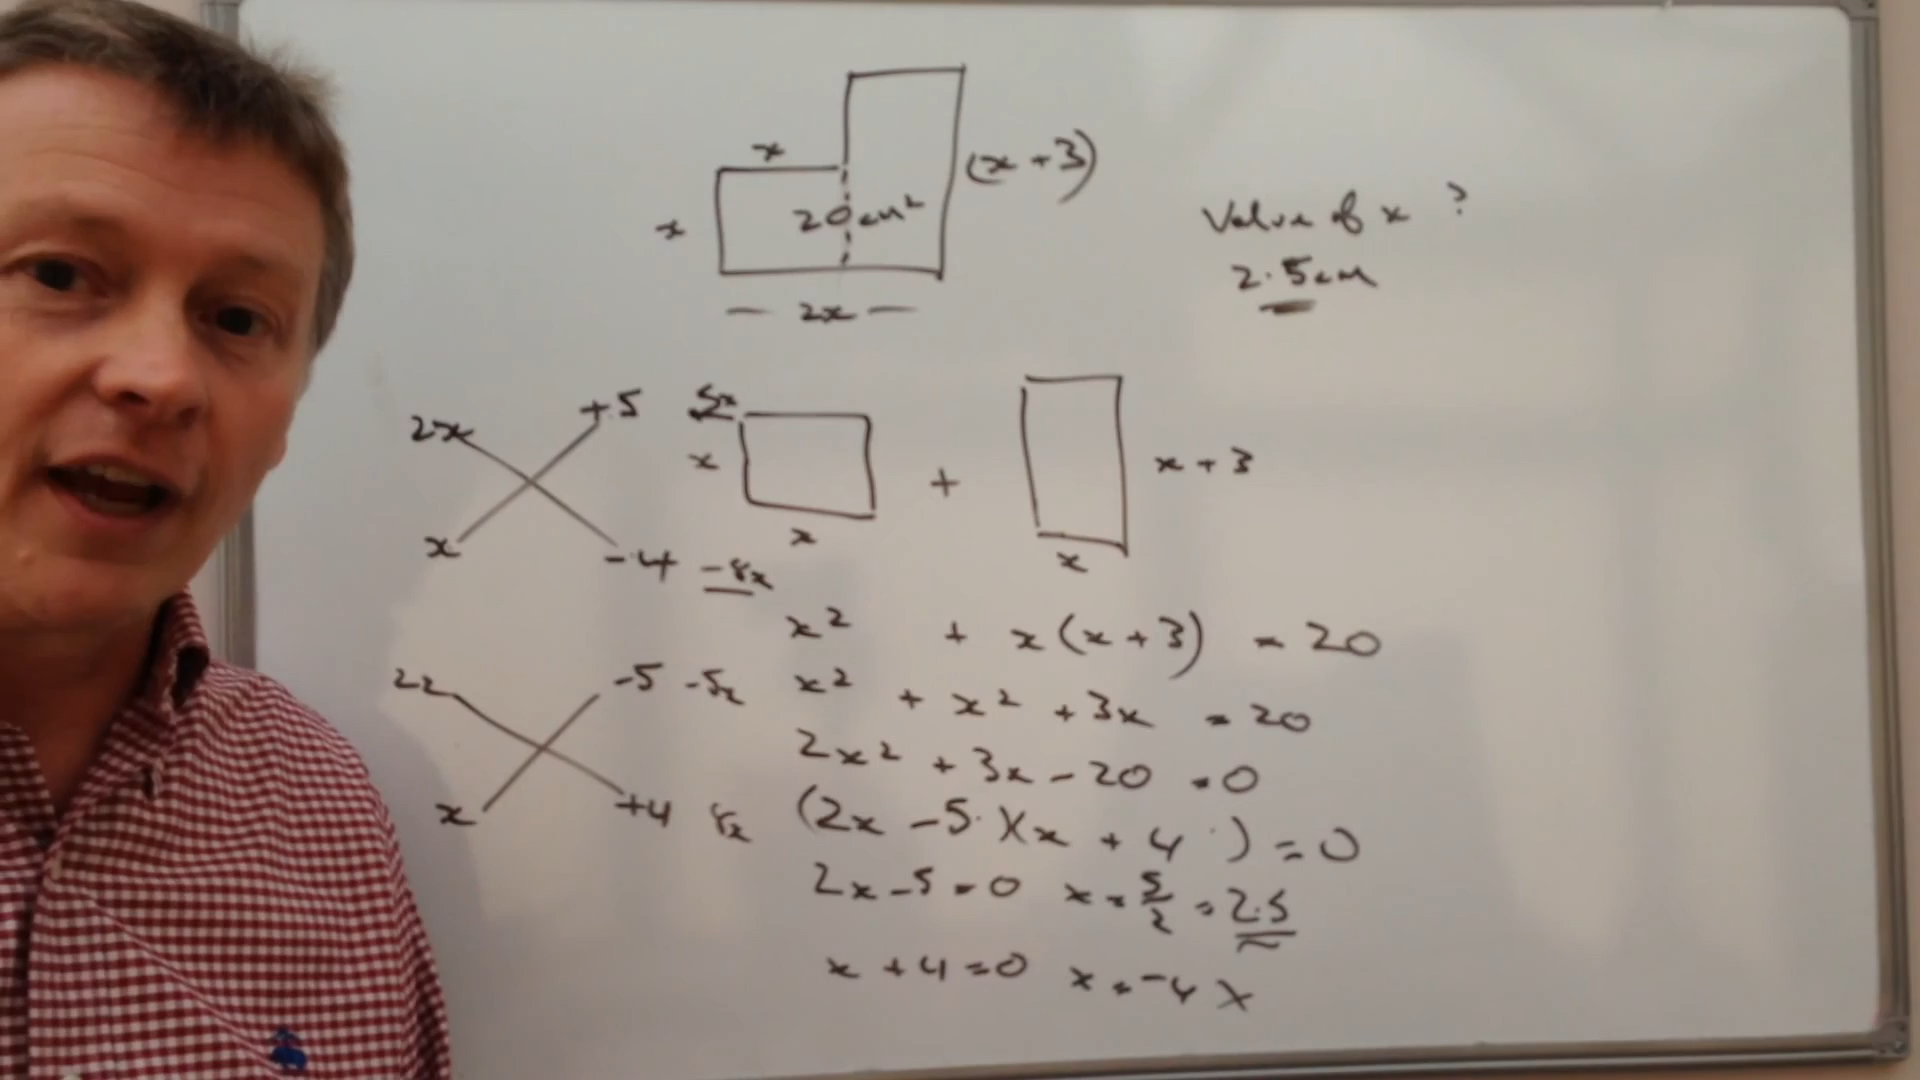 x
(x + 3)
x
20cm²
2x
Value of x ?
2.5cm
2x +5 5x
x -4 -8x
x
x
+
x + 3
x
x² + x(x + 3) = 20
2x -5 -5x
x +4 8x
x² + x² + 3x = 20
2x² + 3x - 20 = 0
(2x - 5)(x + 4) = 0
2x - 5 = 0 x = 5/2 = 2.5
x + 4 = 0 x = -4 X